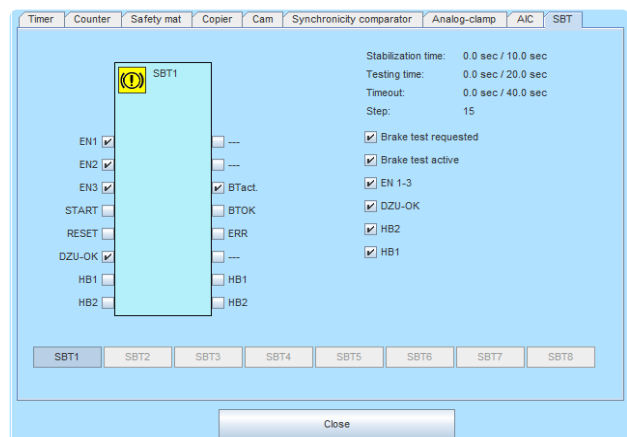 Timer Counter Safety mat Copier Cam Synchronicity comparator Analog-clamp AIC SBT
SBT1
Stabilization time: 0.0 sec / 10.0 sec
Testing time: 0.0 sec / 20.0 sec
Timeout: 0.0 sec / 40.0 sec
Step: 15
EN1 ---
EN2 ---
EN3 BTact.
START BTOK
RESET ERR
DZU-OK ---
HB1 HB1
HB2 HB2
Brake test requested
Brake test active
EN 1-3
DZU-OK
HB2
HB1
SBT1 SBT2 SBT3 SBT4 SBT5 SBT6 SBT7 SBT8
Close